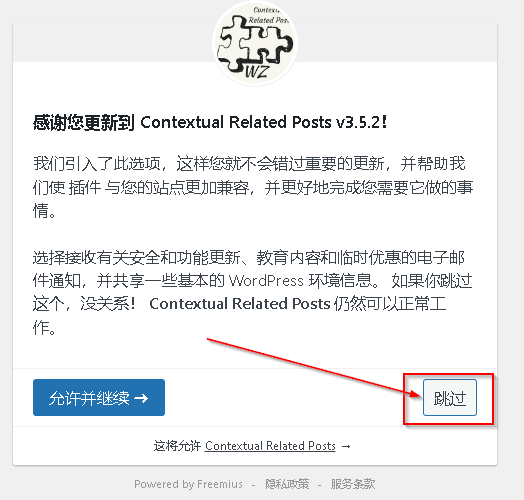 Contextual
Related Posts
WZ
感谢您更新到 Contextual Related Posts v3.5.2！
我们引入了此选项，这样您就不会错过重要的更新，并帮助我
们使 插件 与您的站点更加兼容，并更好地完成您需要它做的事
情。
选择接收有关安全和功能更新、教育内容和临时优惠的电子邮
件通知，并共享一些基本的 WordPress 环境信息。 如果你跳过
这个，没关系！ Contextual Related Posts 仍然可以正常工
作。
允许并继续 → 跳过
这将允许 Contextual Related Posts →
Powered by Freemius - 隐私政策 - 服务条款